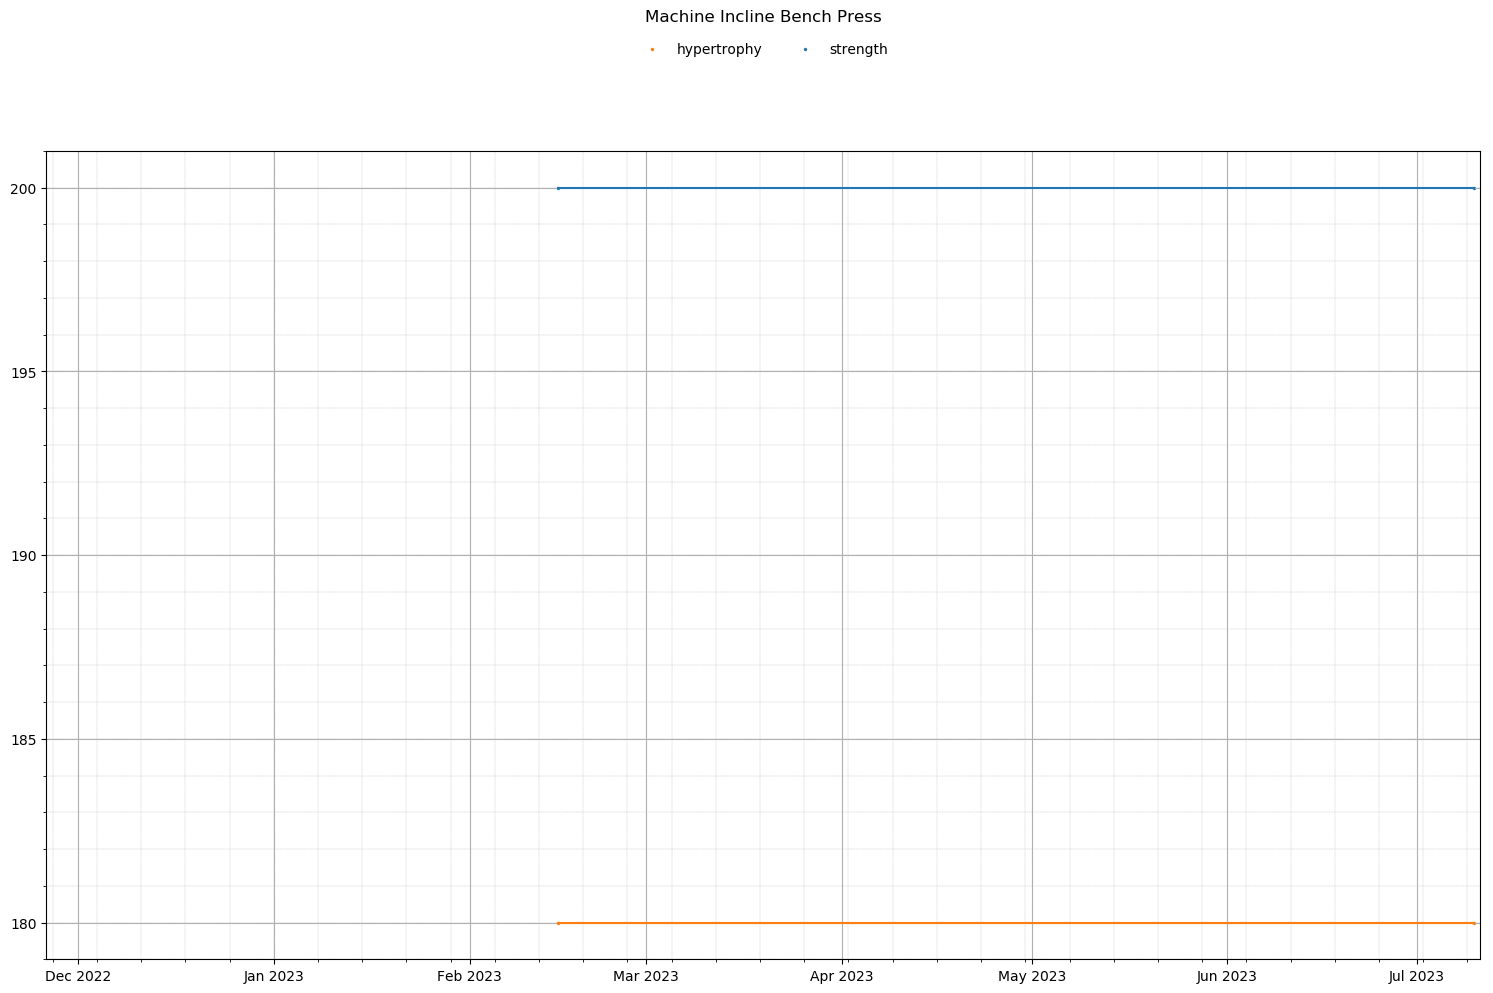 Machine Incline Bench Press
hypertrophy strength
200
195
190
185
180
Dec 2022 Jan 2023 Feb 2023 Mar 2023 Apr 2023 May 2023 Jun 2023 Jul 2023